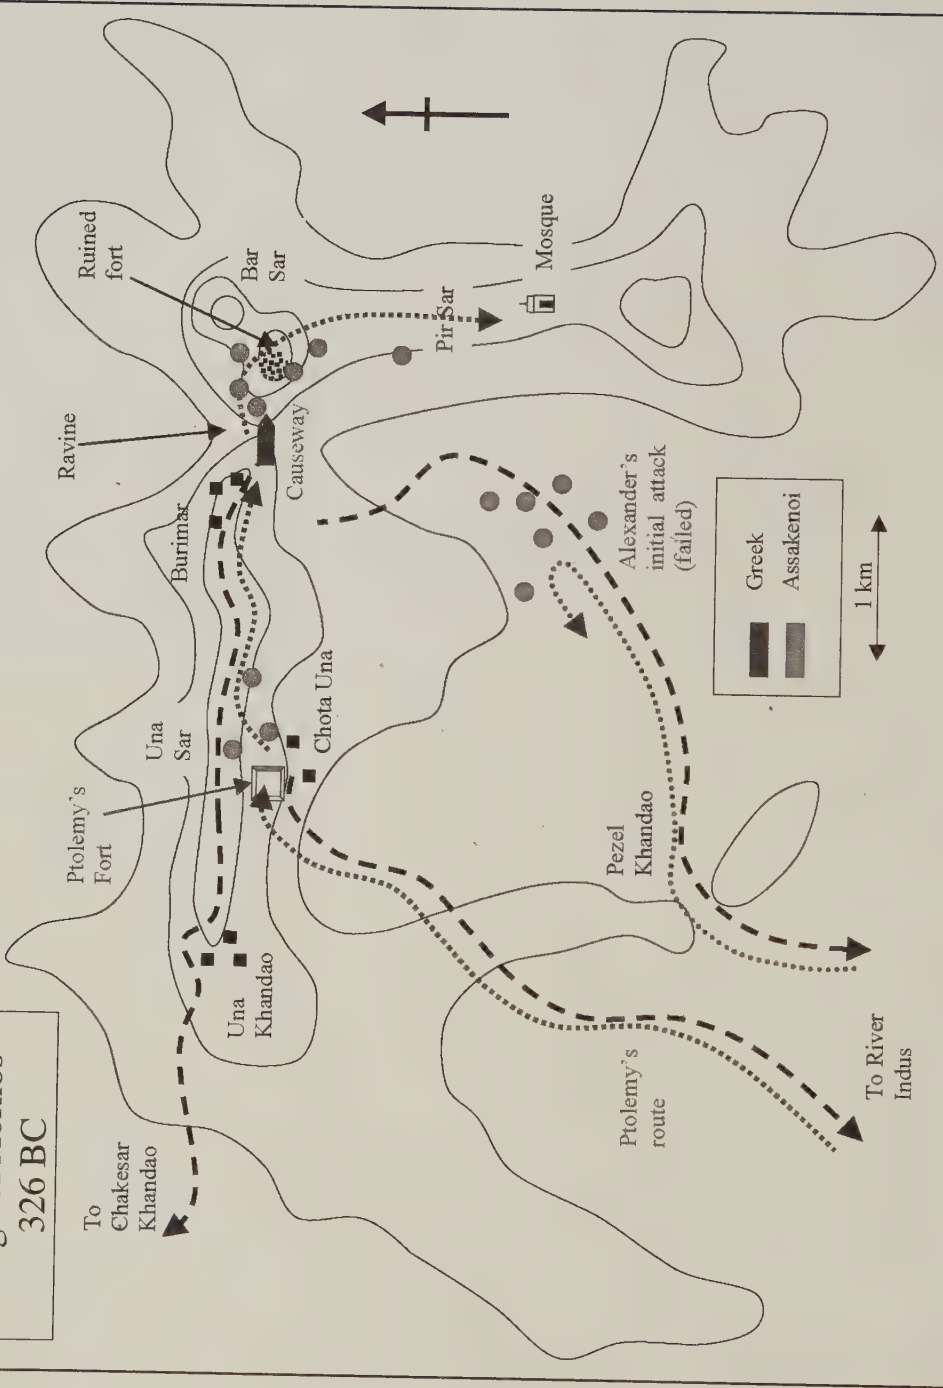 326 BC
To
Chakesar
Khandao
Una
Khandao
Ptolemy's
Fort
Una
Sar
Burimar
Ravine
Ruined
fort
Bar
Sar
Causeway
Pir Sar
Mosque
Chota Una
Alexander's
initial attack
(failed)
Pezel
Khandao
Ptolemy's
route
To River
Indus
Greek
Assakenoi
1 km